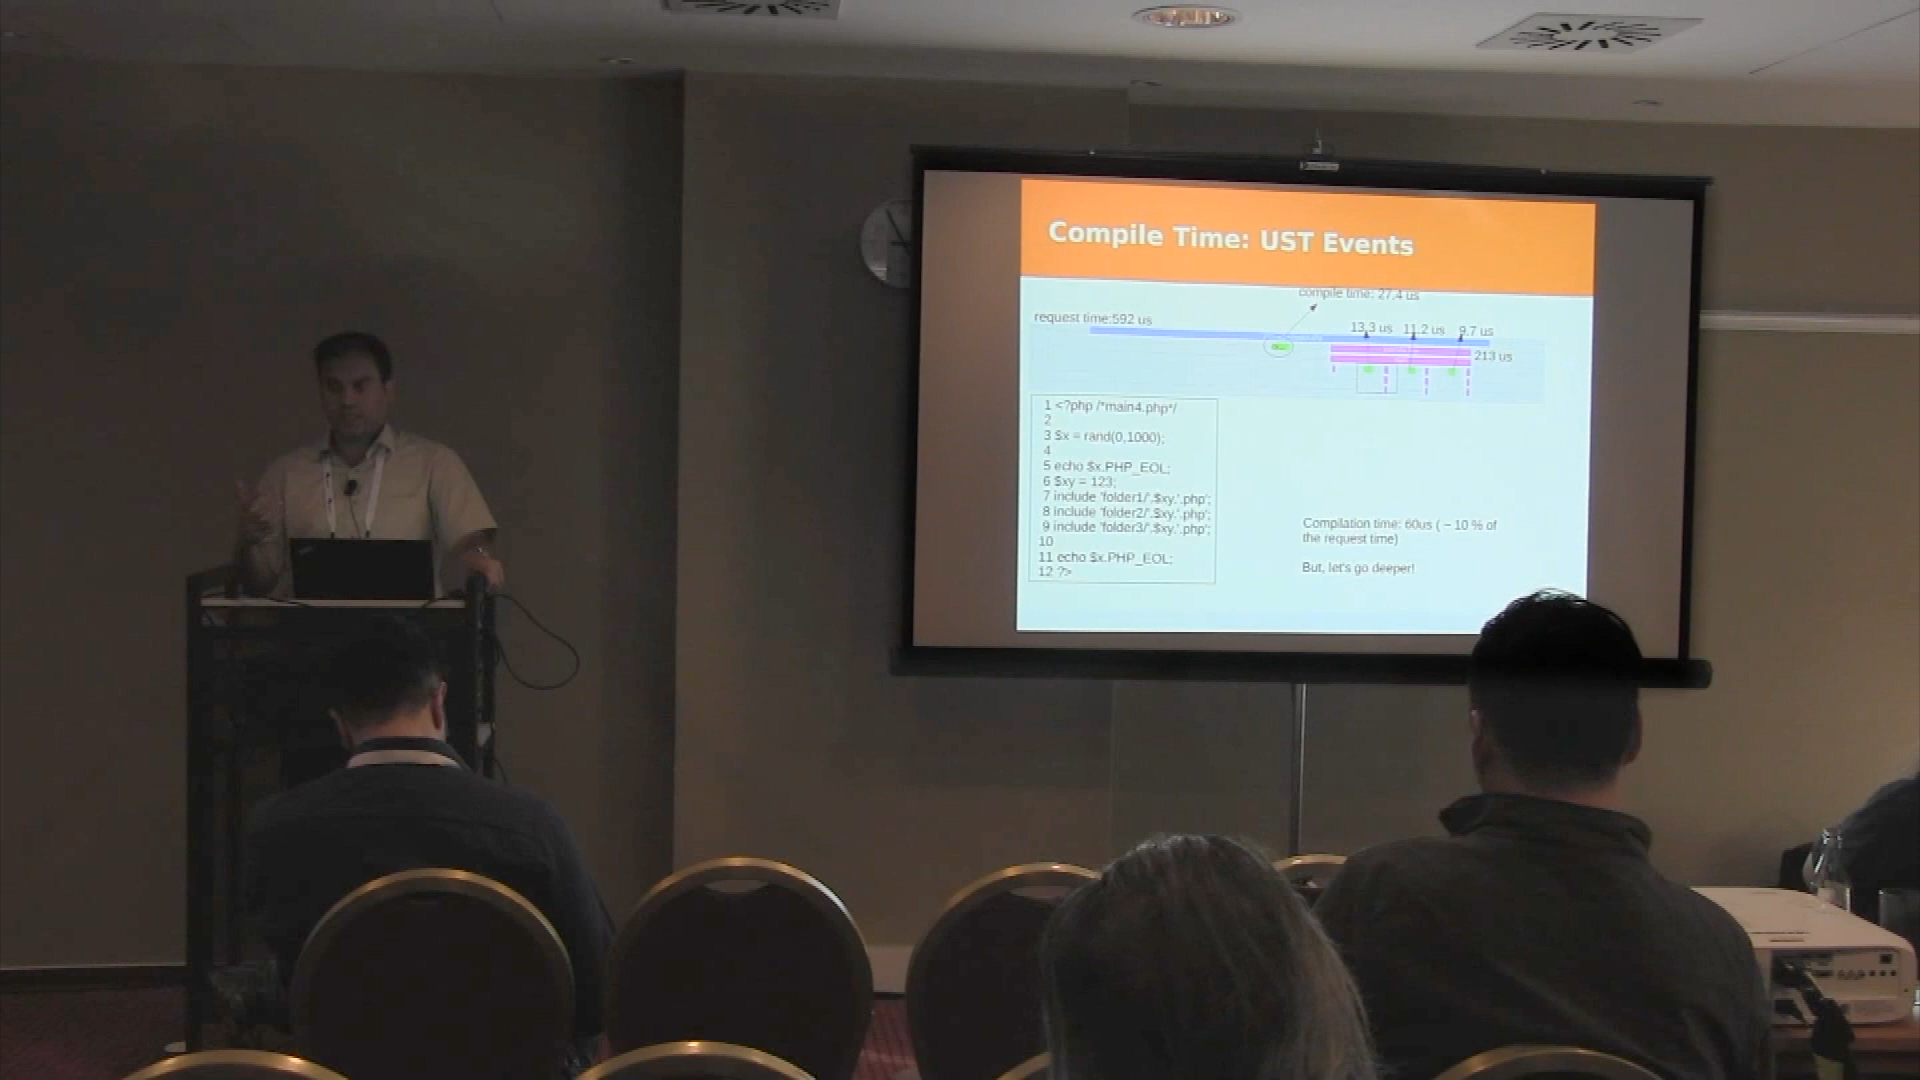 Compile Time: UST Events
compile time: 27.4 us
request time:592 us
13.3 us 11.2 us 9.7 us
213 us
1 <?php /*main4.php*/
2
3 $x = rand(0,1000);
4
5 echo $x.PHP_EOL;
6 $xy = 123;
7 include 'folder1/'.$xy.'.php';
8 include 'folder2/'.$xy.'.php';
9 include 'folder3/'.$xy.'.php';
10
11 echo $x.PHP_EOL;
12 ?>
Compilation time: 60us ( ~ 10 % of
the request time)
But, let's go deeper!